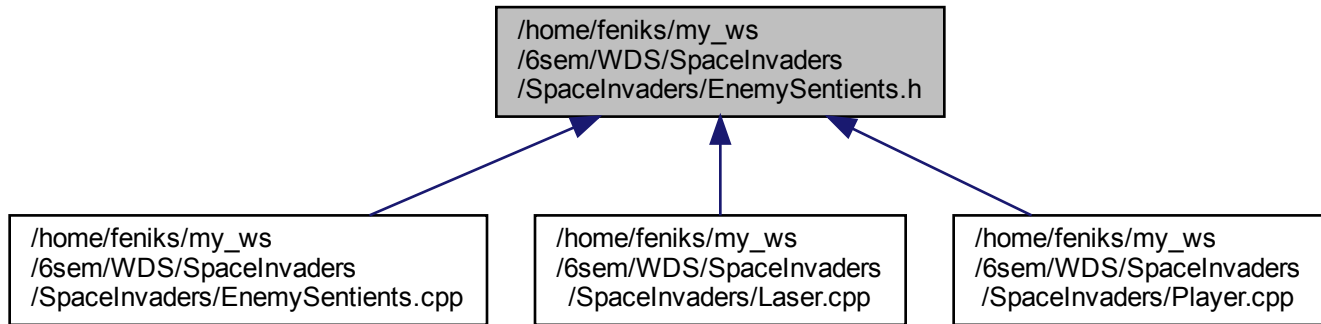 /home/feniks/my_ws
/6sem/WDS/SpaceInvaders
/SpaceInvaders/EnemySentients.h
/home/feniks/my_ws
/6sem/WDS/SpaceInvaders
/SpaceInvaders/EnemySentients.cpp
/home/feniks/my_ws
/6sem/WDS/SpaceInvaders
/SpaceInvaders/Laser.cpp
/home/feniks/my_ws
/6sem/WDS/SpaceInvaders
/SpaceInvaders/Player.cpp